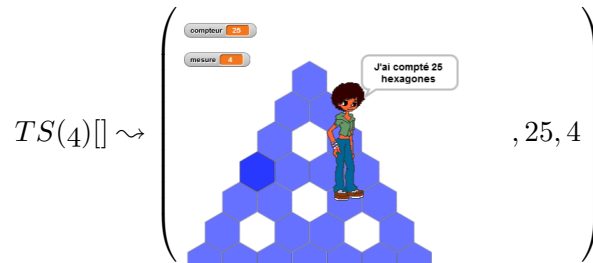 compteur 25
mesure 4
J'ai compté 25
hexagones
TS(4)[] ⇝ ( , 25, 4 )